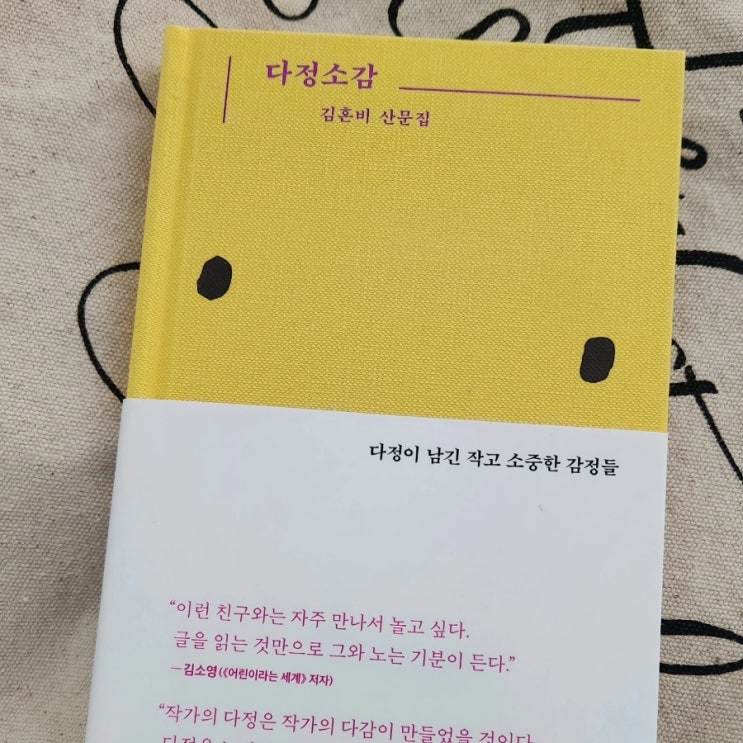 다정소감
김혼비 산문집
다정이 남긴 작고 소중한 감정들
“이런 친구와는 자주 만나서 놀고 싶다.
글을 읽는 것만으로 그와 노는 기분이 든다.”
—김소영(《어린이라는 세계》 저자)
“작가의 다정은 작가의 다감이 만들었을 것이다.